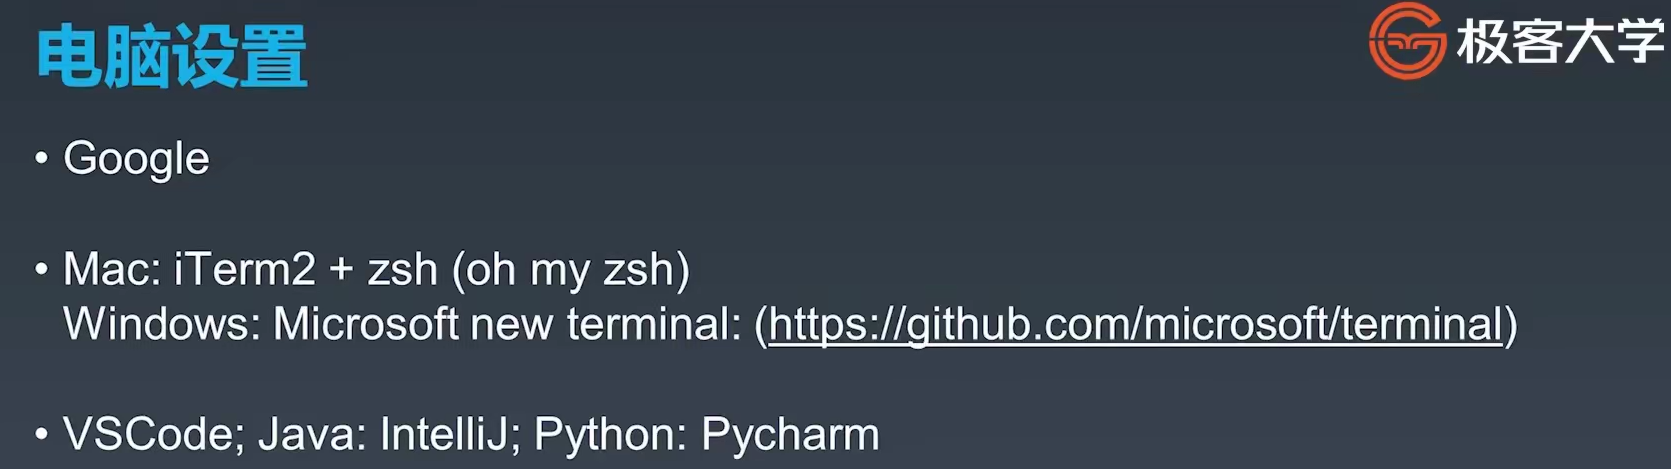 电脑设置
极客大学
• Google
• Mac: iTerm2 + zsh (oh my zsh)
Windows: Microsoft new terminal: (https://github.com/microsoft/terminal)
• VSCode; Java: IntelliJ; Python: Pycharm